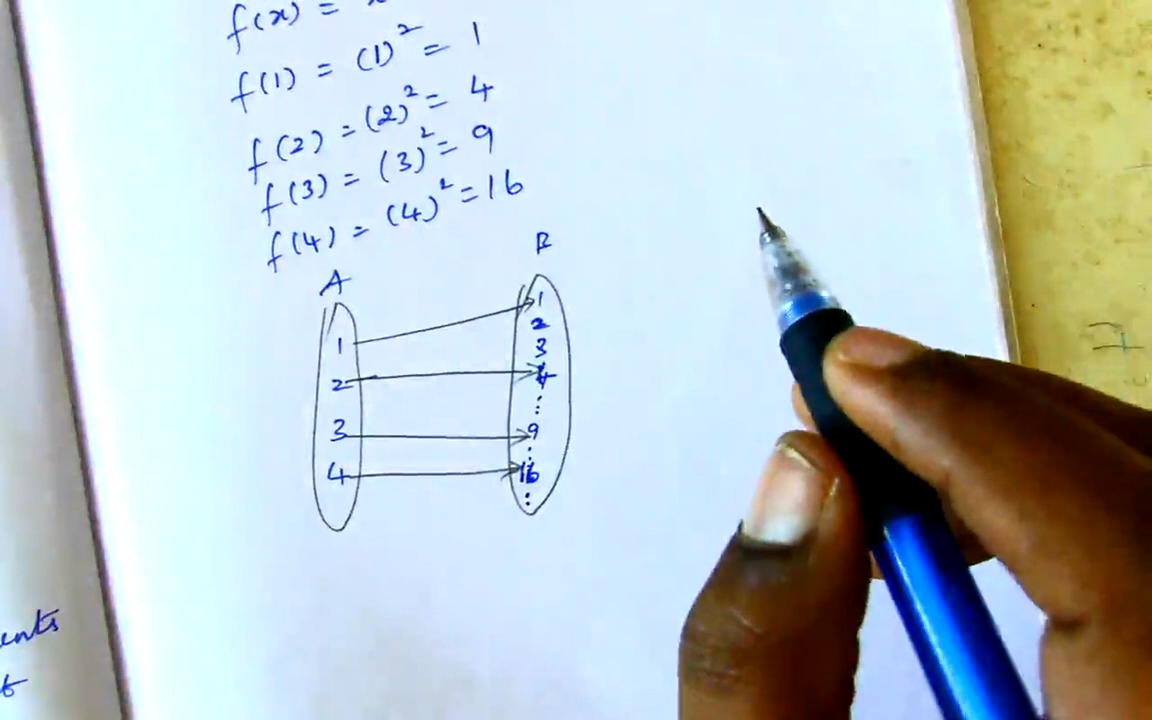 f(x) =
f(1) = (1)² = 1
f(2) = (2)² = 4
f(3) = (3)² = 9
f(4) = (4)² = 16
A
1
2
3
4
1
2
3
4
⋮
9
⋮
16
⋮